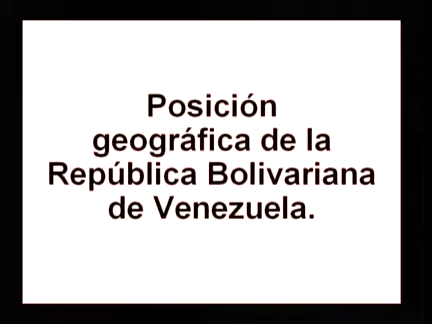 Posición
geográfica de la
República Bolivariana
de Venezuela.